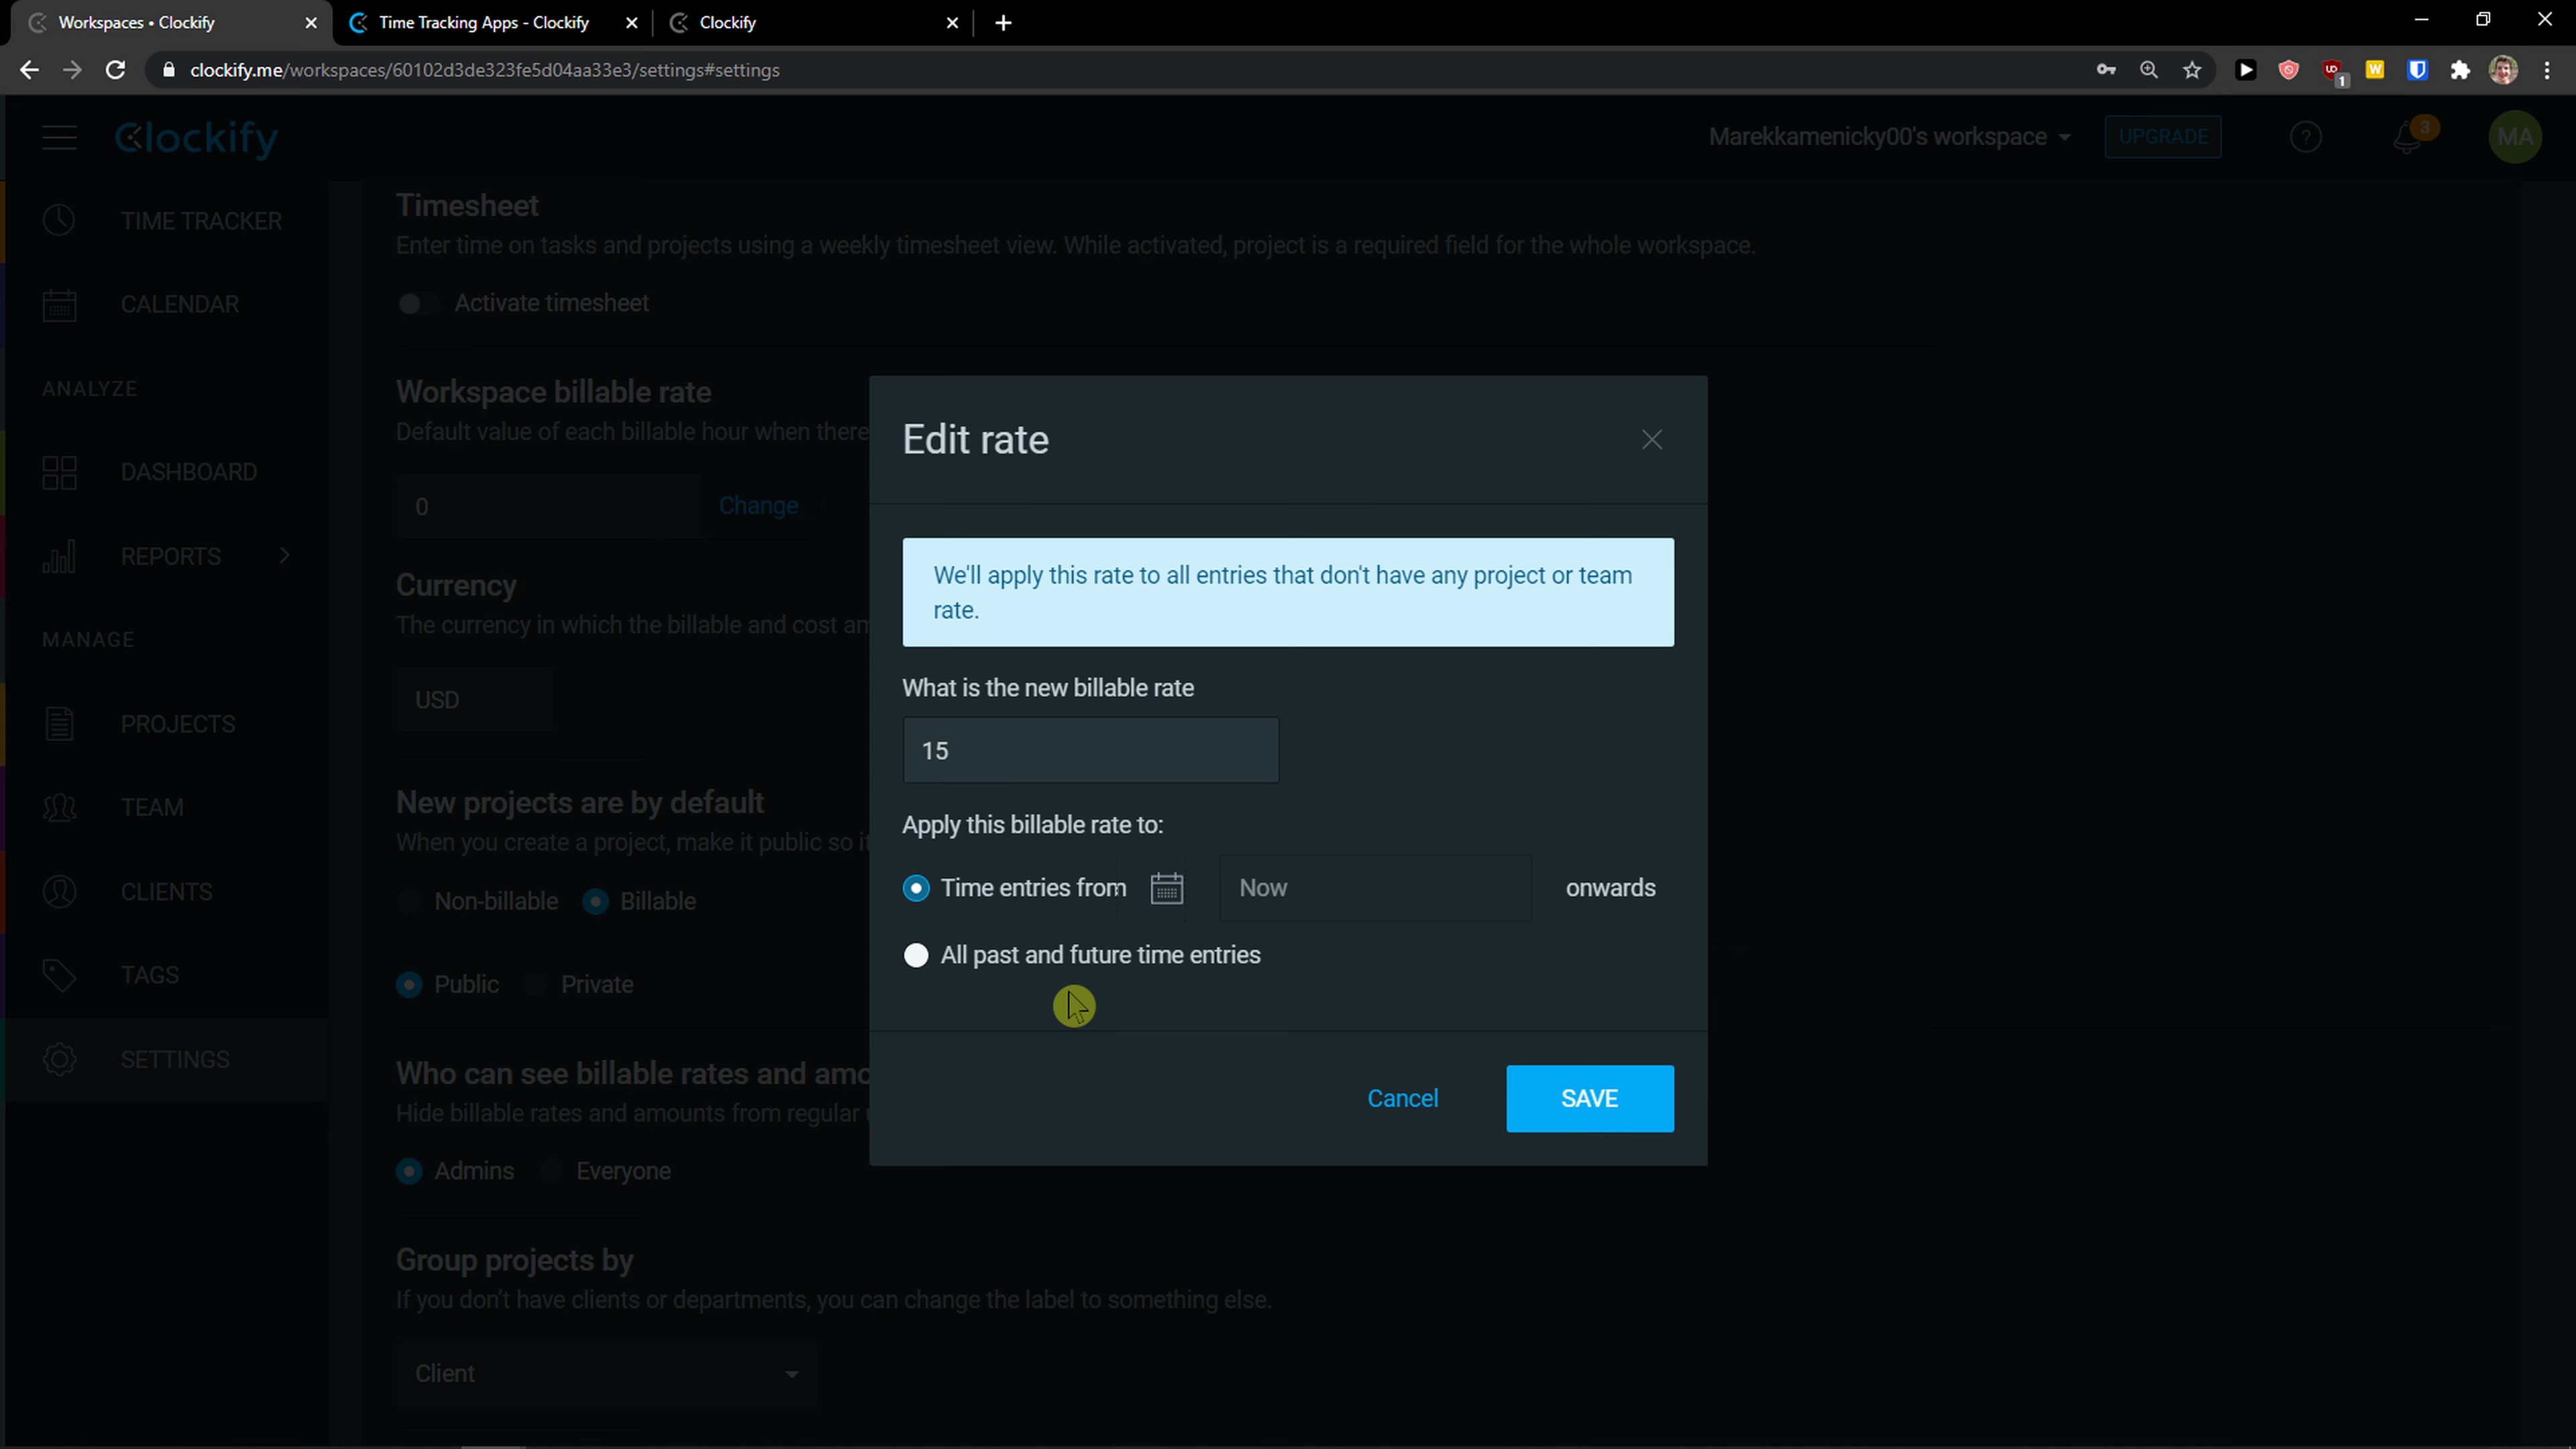 Workspaces • Clockify
Time Tracking Apps - Clockify
Clockify
clockify.me/workspaces/60102d3de323fe5d04aa33e3/settings#settings
1
Clockify
Marekkamenicky00's workspace
UPGRADE
3
MA
TIME TRACKER
CALENDAR
ANALYZE
DASHBOARD
REPORTS
MANAGE
PROJECTS
TEAM
CLIENTS
TAGS
SETTINGS
Timesheet
Enter time on tasks and projects using a weekly timesheet view. While activated, project is a required field for the whole workspace.
Activate timesheet
Workspace billable rate
Default value of each billable hour when there
0
Change
Currency
The currency in which the billable and cost am
USD
New projects are by default
When you create a project, make it public so it
Non-billable
Billable
Public
Private
Who can see billable rates and amo
Hide billable rates and amounts from regular u
Admins
Everyone
Group projects by
If you don't have clients or departments, you can change the label to something else.
Client
Edit rate
We'll apply this rate to all entries that don't have any project or team
rate.
What is the new billable rate
15
Apply this billable rate to:
Time entries from
Now
onwards
All past and future time entries
Cancel
SAVE